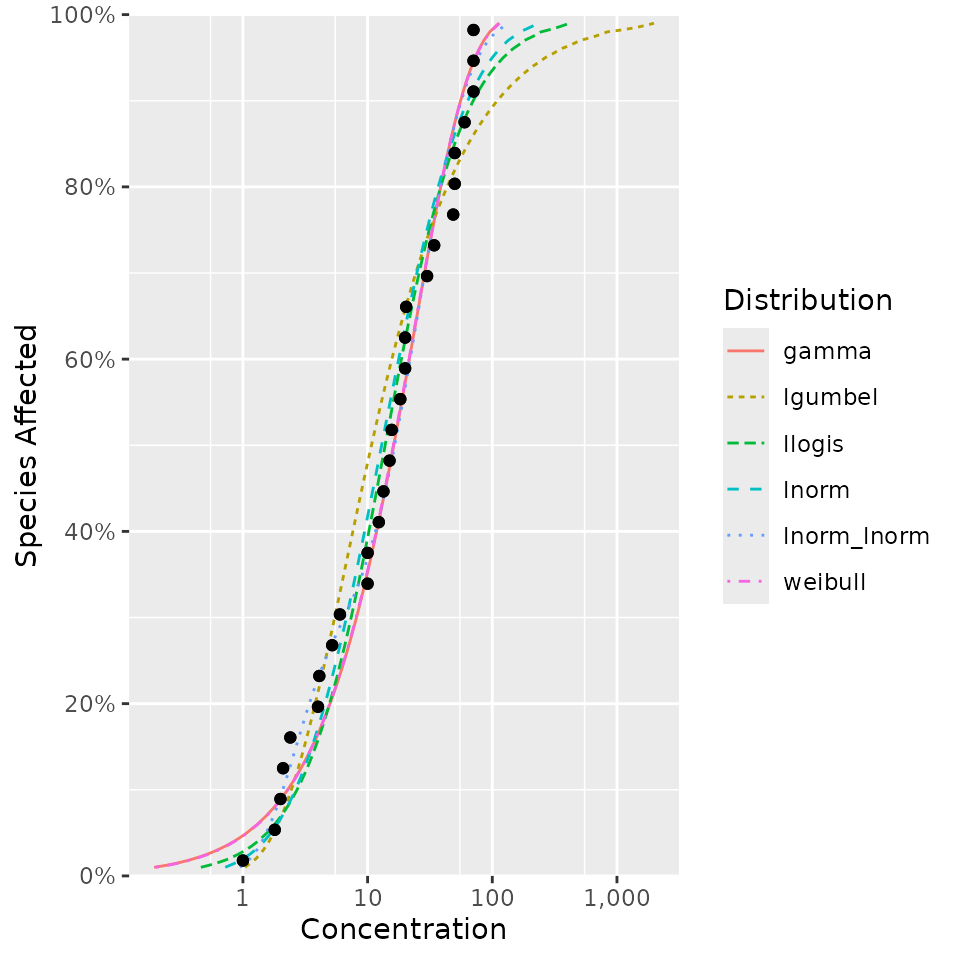 100%
80%
60%
40%
20%
0%
Species Affected
1
10
100
1,000
Concentration
Distribution
gamma
lgumbel
llogis
lnorm
lnorm_lnorm
weibull